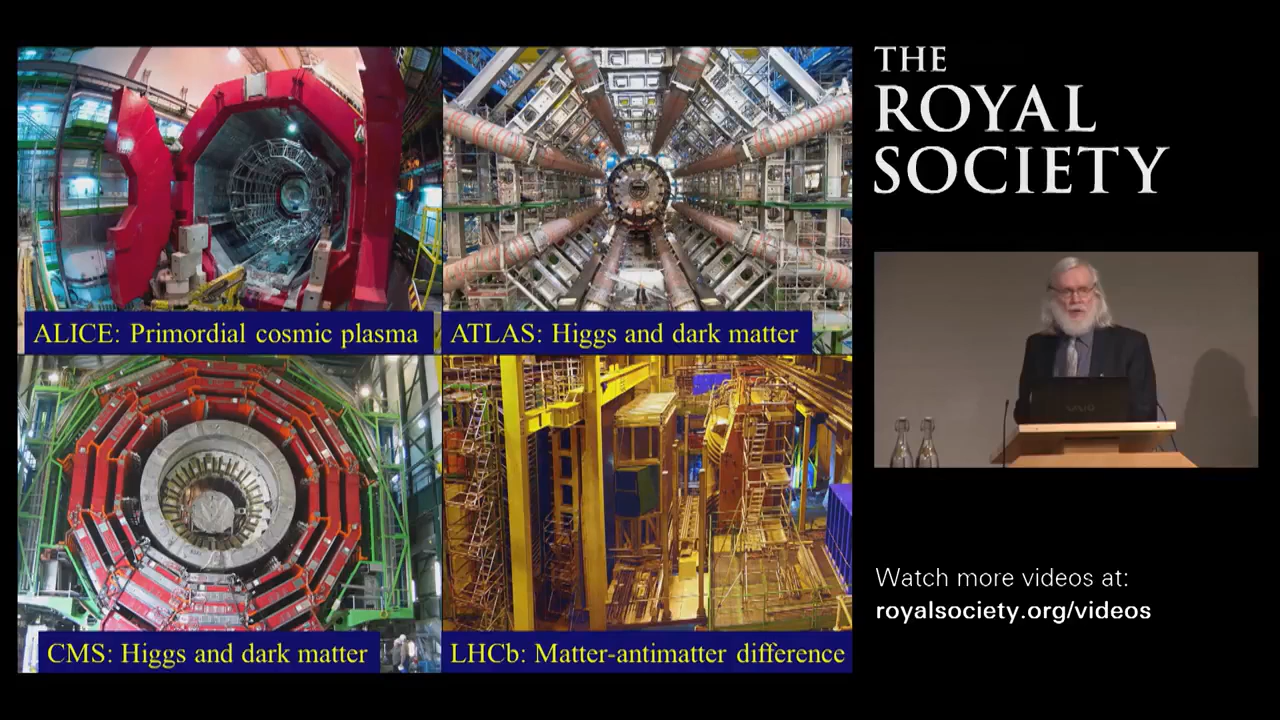 ALICE: Primordial cosmic plasma
ATLAS: Higgs and dark matter
CMS: Higgs and dark matter
LHCb: Matter-antimatter difference
THE
ROYAL
SOCIETY
VAIO
Watch more videos at:
royalsociety.org/videos